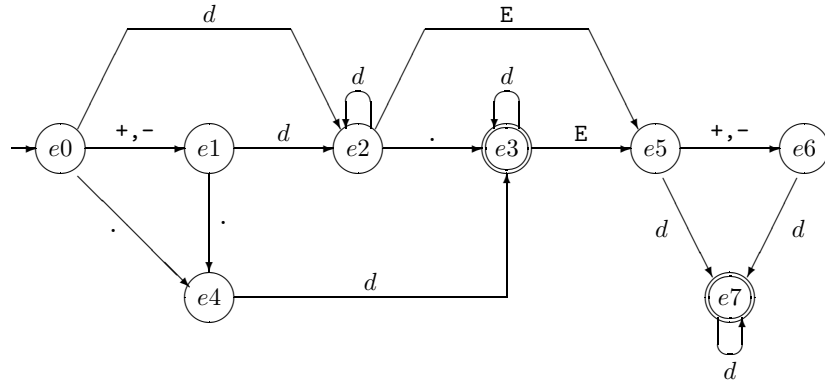 d E
d d
+,- d . E +,-
e0 e1 e2 e3 e5 e6
. . d d
d
e4 e7
d